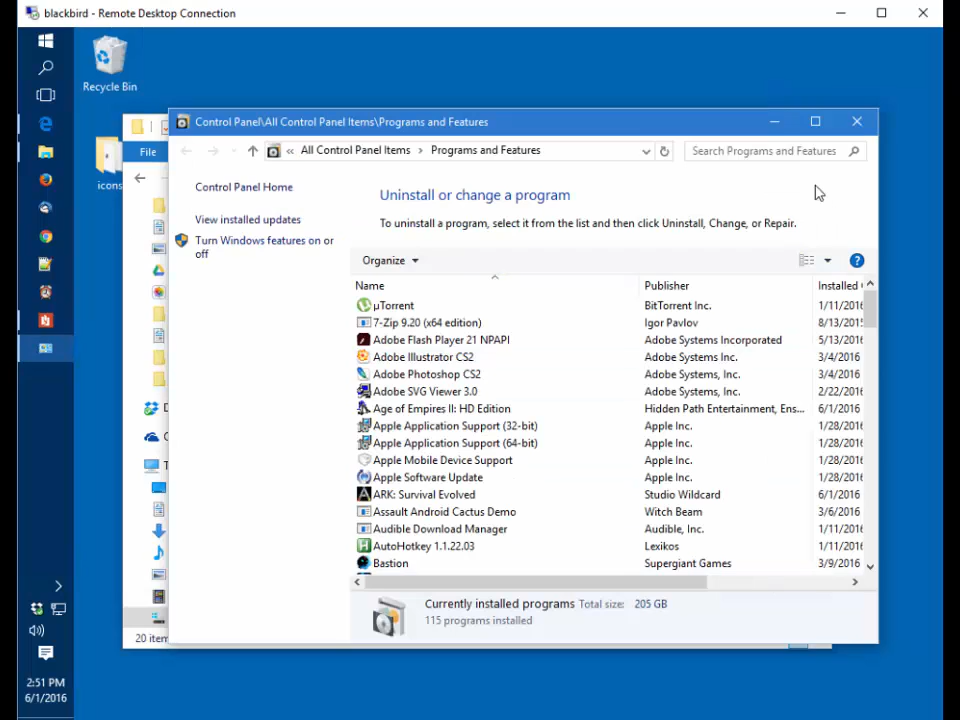 blackbird - Remote Desktop Connection
Recycle Bin
Control Panel\All Control Panel Items\Programs and Features
File
« All Control Panel Items > Programs and Features
Search Programs and Features
icons
Control Panel Home
View installed updates
Turn Windows features on or
off
Uninstall or change a program
To uninstall a program, select it from the list and then click Uninstall, Change, or Repair.
Organize
Name Publisher Installed
µTorrent BitTorrent Inc. 1/11/2016
7-Zip 9.20 (x64 edition) Igor Pavlov 8/13/2015
Adobe Flash Player 21 NPAPI Adobe Systems Incorporated 5/13/2016
Adobe Illustrator CS2 Adobe Systems Inc. 3/4/2016
Adobe Photoshop CS2 Adobe Systems, Inc. 3/4/2016
Adobe SVG Viewer 3.0 Adobe Systems, Inc. 2/22/2016
Age of Empires II: HD Edition Hidden Path Entertainment, Ens... 6/1/2016
Apple Application Support (32-bit) Apple Inc. 1/28/2016
Apple Application Support (64-bit) Apple Inc. 1/28/2016
Apple Mobile Device Support Apple Inc. 1/28/2016
Apple Software Update Apple Inc. 1/28/2016
ARK: Survival Evolved Studio Wildcard 6/1/2016
Assault Android Cactus Demo Witch Beam 3/6/2016
Audible Download Manager Audible, Inc. 1/11/2016
AutoHotkey 1.1.22.03 Lexikos 1/11/2016
Bastion Supergiant Games 3/9/2016
Currently installed programs Total size: 205 GB
115 programs installed
20 item
2:51 PM
6/1/2016